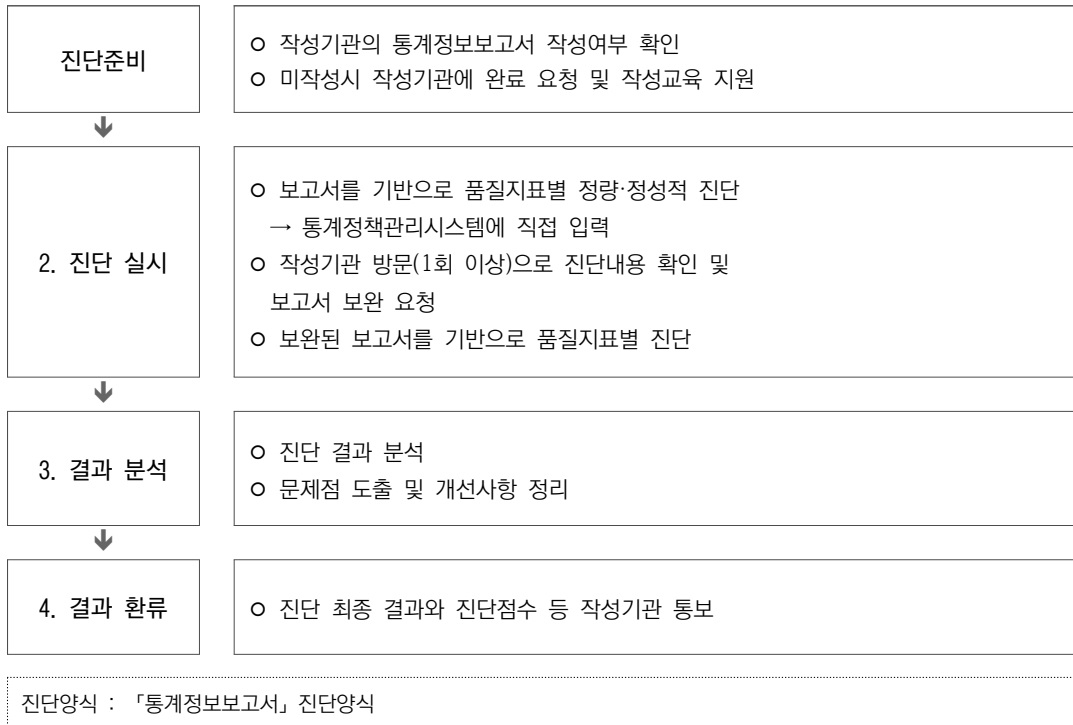 진단준비
○ 작성기관의 통계정보보고서 작성여부 확인
○ 미작성시 작성기관에 완료 요청 및 작성교육 지원
2. 진단 실시
○ 보고서를 기반으로 품질지표별 정량·정성적 진단
→ 통계정책관리시스템에 직접 입력
○ 작성기관 방문(1회 이상)으로 진단내용 확인 및
보고서 보완 요청
○ 보완된 보고서를 기반으로 품질지표별 진단
3. 결과 분석
○ 진단 결과 분석
○ 문제점 도출 및 개선사항 정리
4. 결과 환류
○ 진단 최종 결과와 진단점수 등 작성기관 통보
진단양식 : 「통계정보보고서」 진단양식